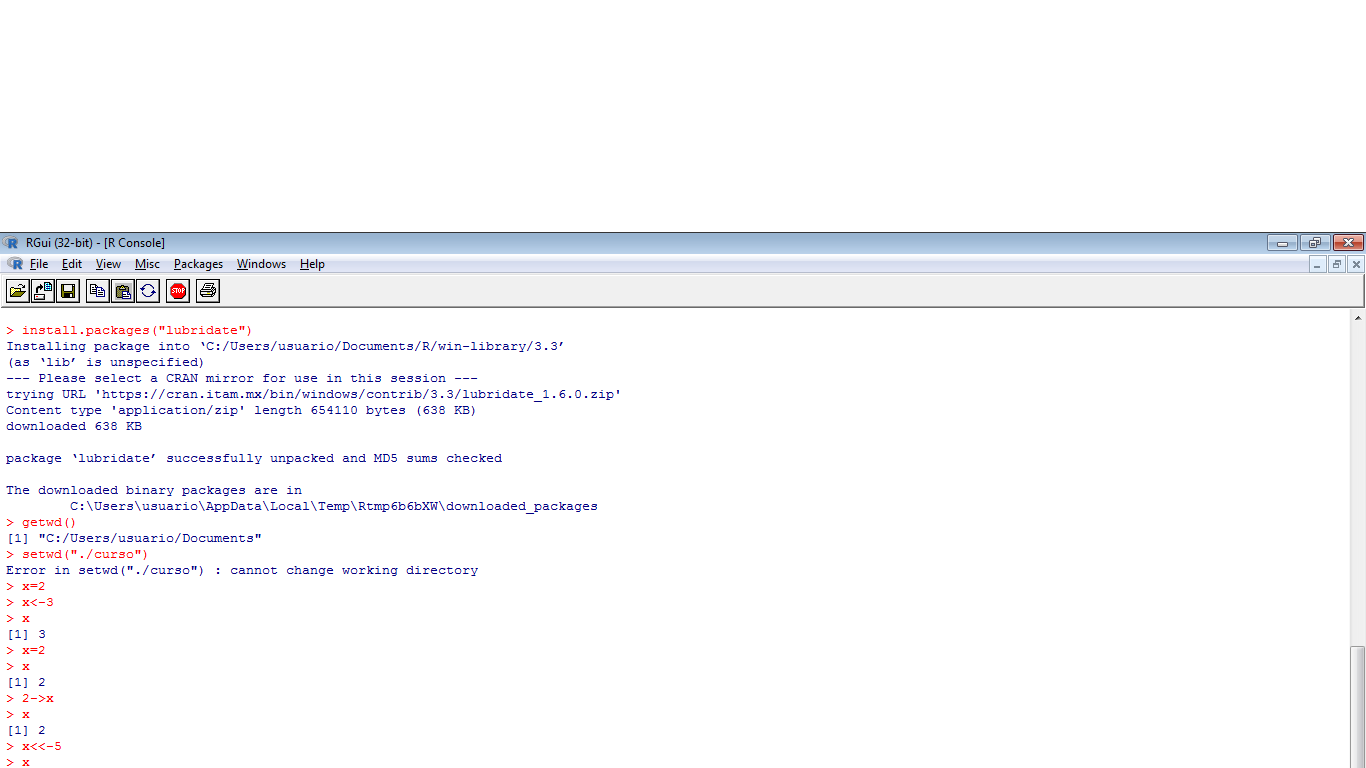 RGui (32-bit) - [R Console]
File Edit View Misc Packages Windows Help
STOP
> install.packages("lubridate")
Installing package into ‘C:/Users/usuario/Documents/R/win-library/3.3’
(as ‘lib’ is unspecified)
--- Please select a CRAN mirror for use in this session ---
trying URL 'https://cran.itam.mx/bin/windows/contrib/3.3/lubridate_1.6.0.zip'
Content type 'application/zip' length 654110 bytes (638 KB)
downloaded 638 KB
package ‘lubridate’ successfully unpacked and MD5 sums checked
The downloaded binary packages are in
C:\Users\usuario\AppData\Local\Temp\Rtmp6b6bXW\downloaded_packages
> getwd()
[1] "C:/Users/usuario/Documents"
> setwd("./curso")
Error in setwd("./curso") : cannot change working directory
> x=2
> x<-3
> x
[1] 3
> x=2
> x
[1] 2
> 2->x
> x
[1] 2
> x<<-5
> x